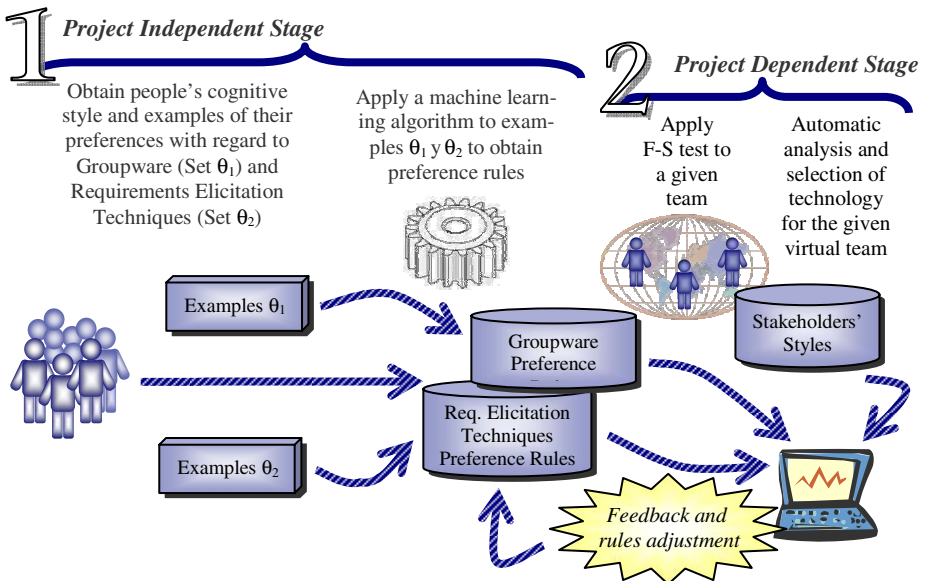 1 Project Independent Stage
Obtain people's cognitive
style and examples of their
preferences with regard to
Groupware (Set θ₁) and
Requirements Elicitation
Techniques (Set θ₂)
Apply a machine learn-
ing algorithm to exam-
ples θ₁ y θ₂ to obtain
preference rules
2 Project Dependent Stage
Apply
F-S test to
a given
team
Automatic
analysis and
selection of
technology
for the given
virtual team
Examples θ₁
Groupware
Preference
Stakeholders'
Styles
Req. Elicitation
Techniques
Preference Rules
Examples θ₂
Feedback and
rules adjustment